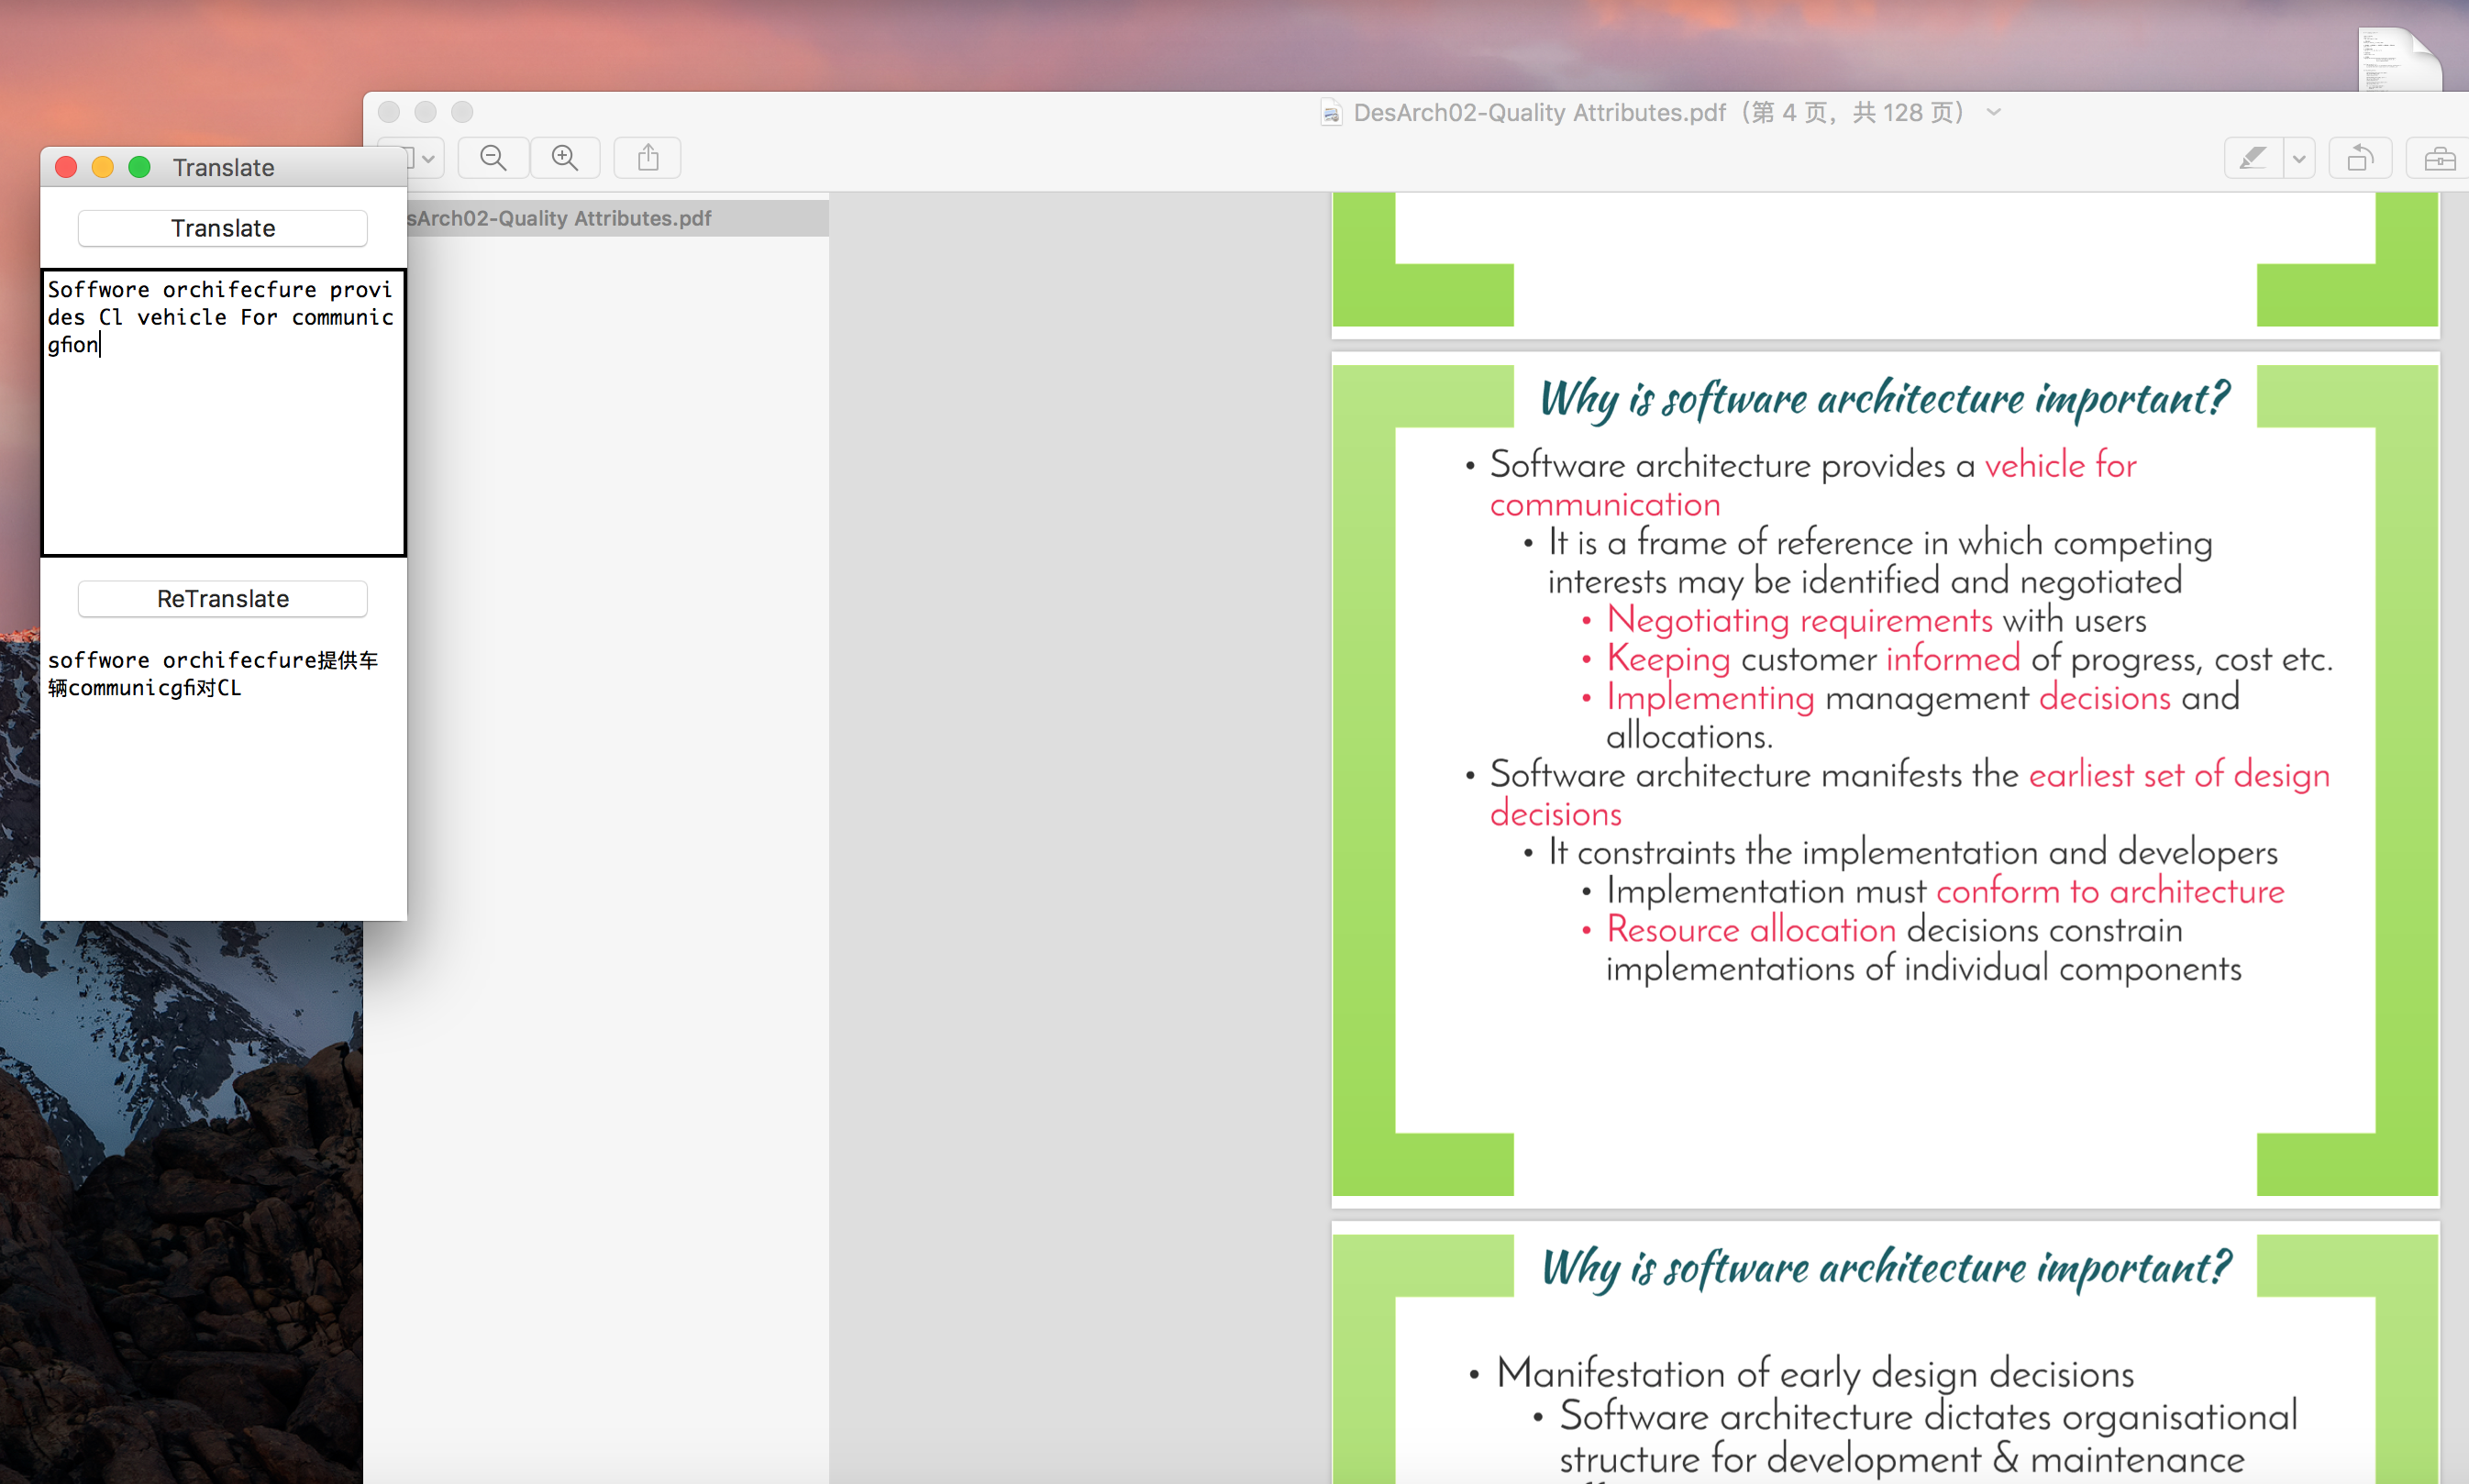 DesArch02-Quality Attributes.pdf（第 4 页，共 128 页）
Translate
Translate
sArch02-Quality Attributes.pdf
Soffwore orchifecfure provi
des Cl vehicle For communic
gfion
ReTranslate
soffwore orchifecfure提供车
辆communicgfi对CL
Why is software architecture important?
• Software architecture provides a vehicle for
communication
• It is a frame of reference in which competing
interests may be identified and negotiated
• Negotiating requirements with users
• Keeping customer informed of progress, cost etc.
• Implementing management decisions and
allocations.
• Software architecture manifests the earliest set of design
decisions
• It constraints the implementation and developers
• Implementation must conform to architecture
• Resource allocation decisions constrain
implementations of individual components
Why is software architecture important?
• Manifestation of early design decisions
• Software architecture dictates organisational
structure for development & maintenance